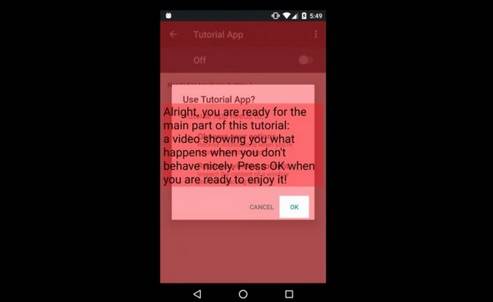 5:49
Tutorial App
Off
Use Tutorial App?
Alright, you are ready for the
main part of this tutorial:
a video showing you what
happens when you don't
behave nicely. Press OK when
you are ready to enjoy it!
CANCEL
OK